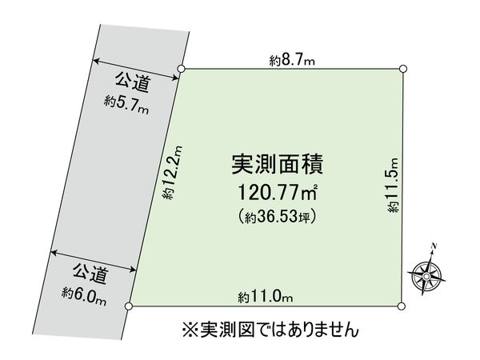 約8.7m
公道
約5.7m
約12.2m
実測面積
120.77㎡
(約36.53坪)
約11.5m
公道
約6.0m
約11.0m
N
※実測図ではありません